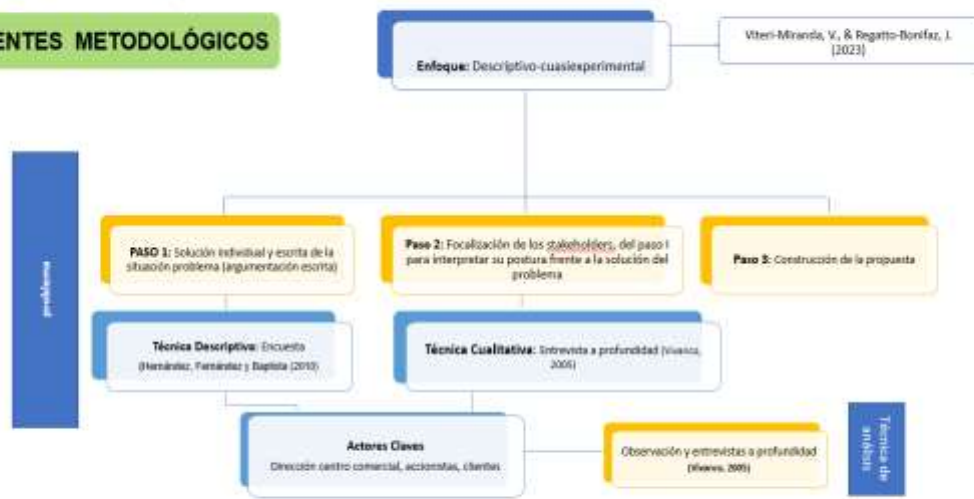 ENTES METODOLÓGICOS
Enfoque: Descriptivo-cuasiexperimental
Viteri-Miranda, V., & Regatto-Bonifaz, J.
(2023)
problema
PASO 1: Solución individual y escrita de la
situación problema (argumentación escrita)
Paso 2: Focalización de los stakeholders, del paso I
para interpretar su postura frente a la solución del
problema
Paso 3: Construcción de la propuesta
Técnica Descriptiva: Encuesta
(Hernández, Fernández y Baptista (2010)
Técnica Cualitativa: Entrevista a profundidad (Vivanco,
2005)
Actores Claves
Dirección centro comercial, accionistas, clientes
Observación y entrevistas a profundidad
(Vivanco, 2005)
Técnica de
análisis